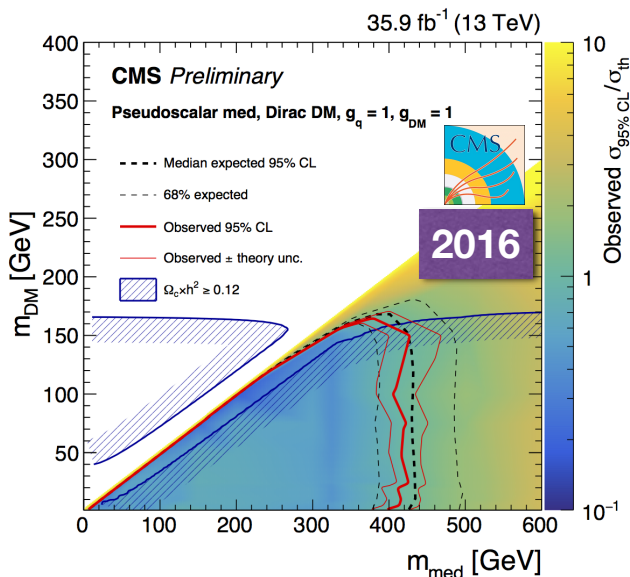 35.9 fb⁻¹ (13 TeV)
CMS Preliminary
Pseudoscalar med, Dirac DM, g_q = 1, g_DM = 1
Median expected 95% CL
68% expected
Observed 95% CL
Observed ± theory unc.
Ω_c×h² ≥ 0.12
CMS
2016
m_DM [GeV]
400
350
300
250
200
150
100
50
0 100 200 300 400 500 600
m_med [GeV]
10
1
10⁻¹
Observed σ_95% CL/σ_th